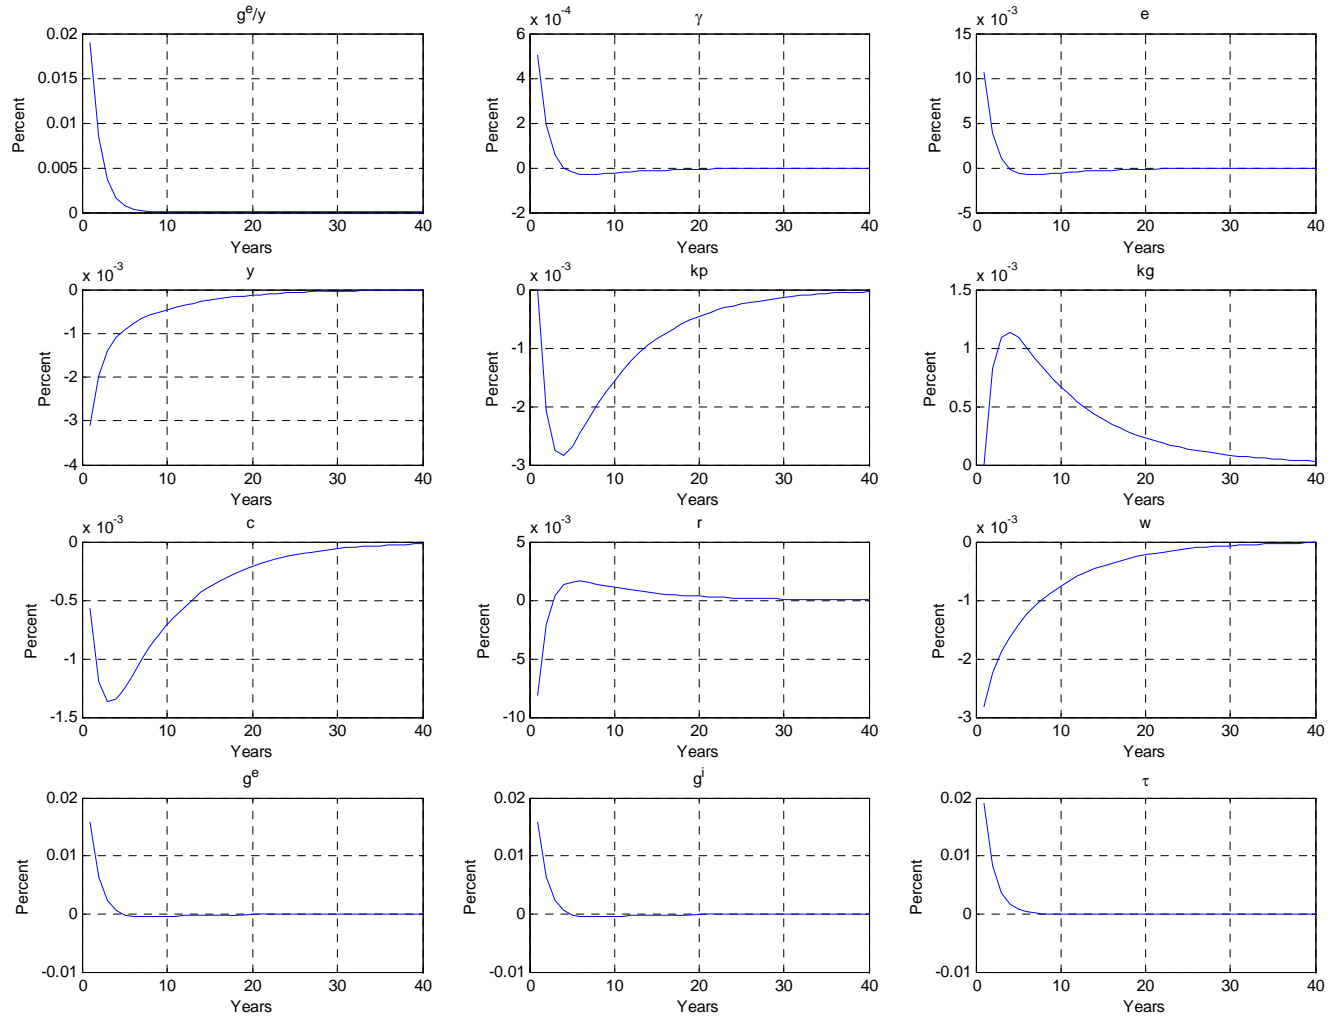 g^e/y
0.02
0.015
0.01
0.005
0
Percent
0 10 20 30 40
Years
γ
x 10^-4
6
4
2
0
-2
Percent
0 10 20 30 40
Years
e
x 10^-3
15
10
5
0
-5
Percent
0 10 20 30 40
Years
y
x 10^-3
0
-1
-2
-3
-4
Percent
0 10 20 30 40
Years
kp
x 10^-3
0
-1
-2
-3
Percent
0 10 20 30 40
Years
kg
x 10^-3
1.5
1
0.5
0
Percent
0 10 20 30 40
Years
c
x 10^-3
0
-0.5
-1
-1.5
Percent
0 10 20 30 40
Years
r
x 10^-3
5
0
-5
-10
Percent
0 10 20 30 40
Years
w
x 10^-3
0
-1
-2
-3
Percent
0 10 20 30 40
Years
g^e
0.02
0.01
0
-0.01
Percent
0 10 20 30 40
Years
g^i
0.02
0.01
0
-0.01
Percent
0 10 20 30 40
Years
τ
0.02
0.01
0
-0.01
Percent
0 10 20 30 40
Years